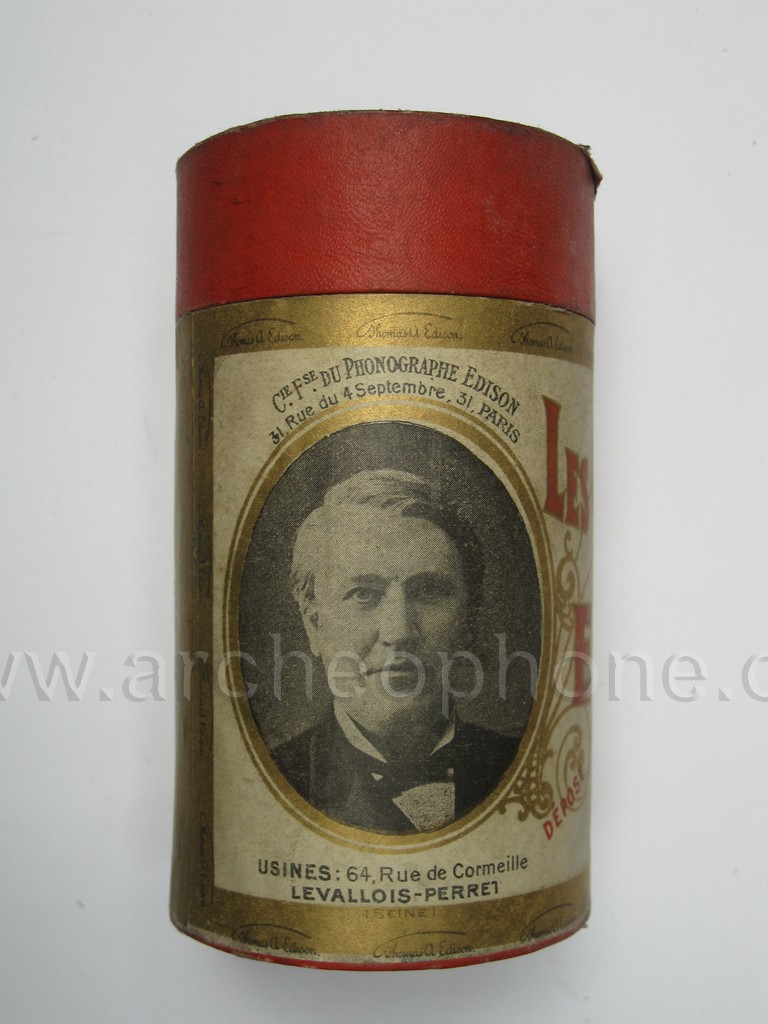 Thomas A. Edison. Thomas A. Edison. Thomas A. Edison.
CIE. FSE. DU PHONOGRAPHE EDISON
31, Rue du 4 Septembre, 31, PARIS
LES
E
DÉPOSÉ
www.archeophone.o
USINES: 64, Rue de Cormeille
LEVALLOIS-PERRET
(SEINE)
Thomas A. Edison. Thomas A. Edison. Thomas A. Edison.